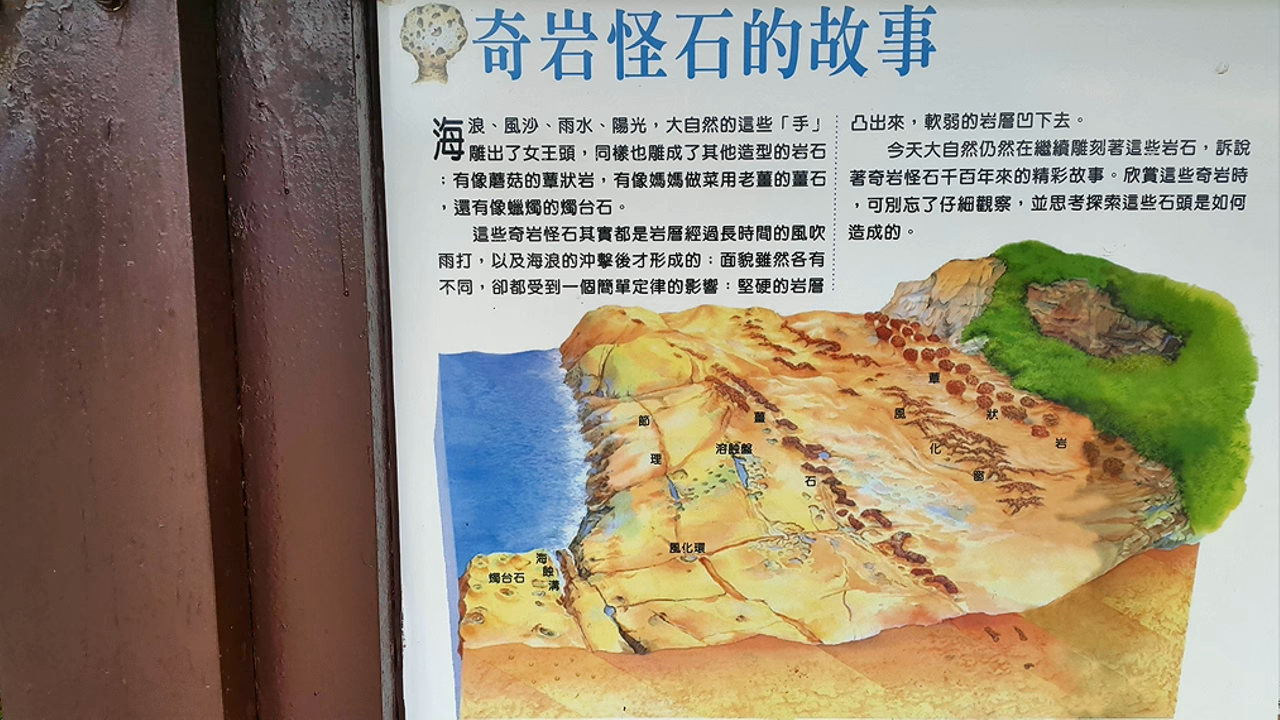 奇岩怪石的故事
海浪、風沙、雨水、陽光，大自然的這些「手」
雕出了女王頭，同樣也雕成了其他造型的岩石
；有像蘑菇的蕈狀岩，有像媽媽做菜用老薑的薑石
，還有像蠟燭的燭台石。
這些奇岩怪石其實都是岩層經過長時間的風吹
雨打，以及海浪的沖擊後才形成的；面貌雖然各有
不同，卻都受到一個簡單定律的影響：堅硬的岩層
凸出來，軟弱的岩層凹下去。
今天大自然仍然在繼續雕刻著這些岩石，訴說
著奇岩怪石千百年來的精彩故事。欣賞這些奇岩時
，可別忘了仔細觀察，並思考探索這些石頭是如何
造成的。
蕈狀岩
風化窗
薑石
節理
溶蝕盤
風化環
海蝕溝
燭台石